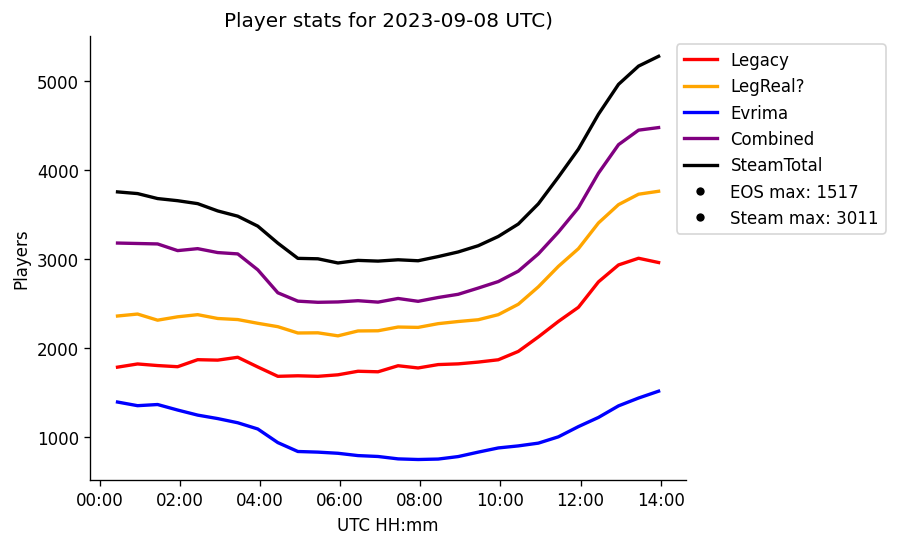 Player stats for 2023-09-08 UTC)
Players
5000
4000
3000
2000
1000
00:00 02:00 04:00 06:00 08:00 10:00 12:00 14:00
UTC HH:mm
Legacy
LegReal?
Evrima
Combined
SteamTotal
EOS max: 1517
Steam max: 3011